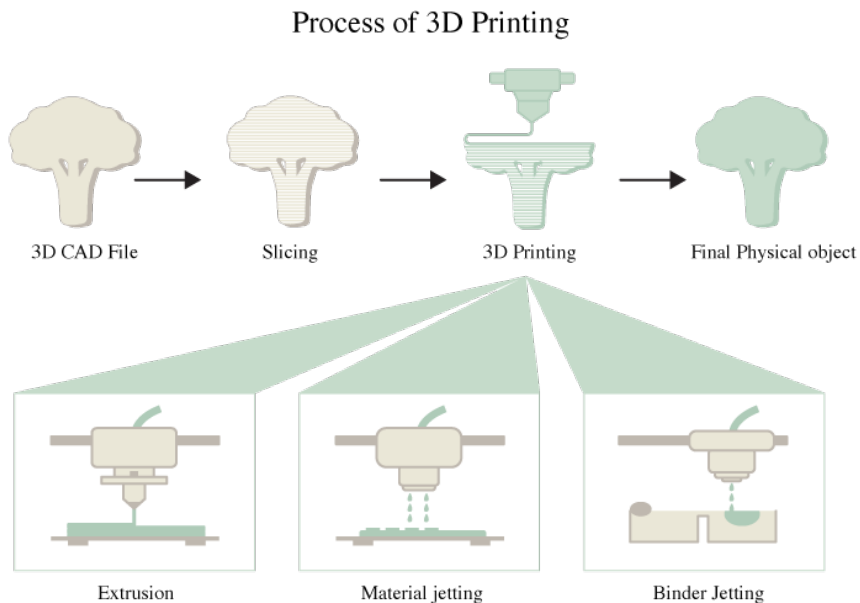 Process of 3D Printing
3D CAD File
Slicing
3D Printing
Final Physical object
Extrusion
Material jetting
Binder Jetting